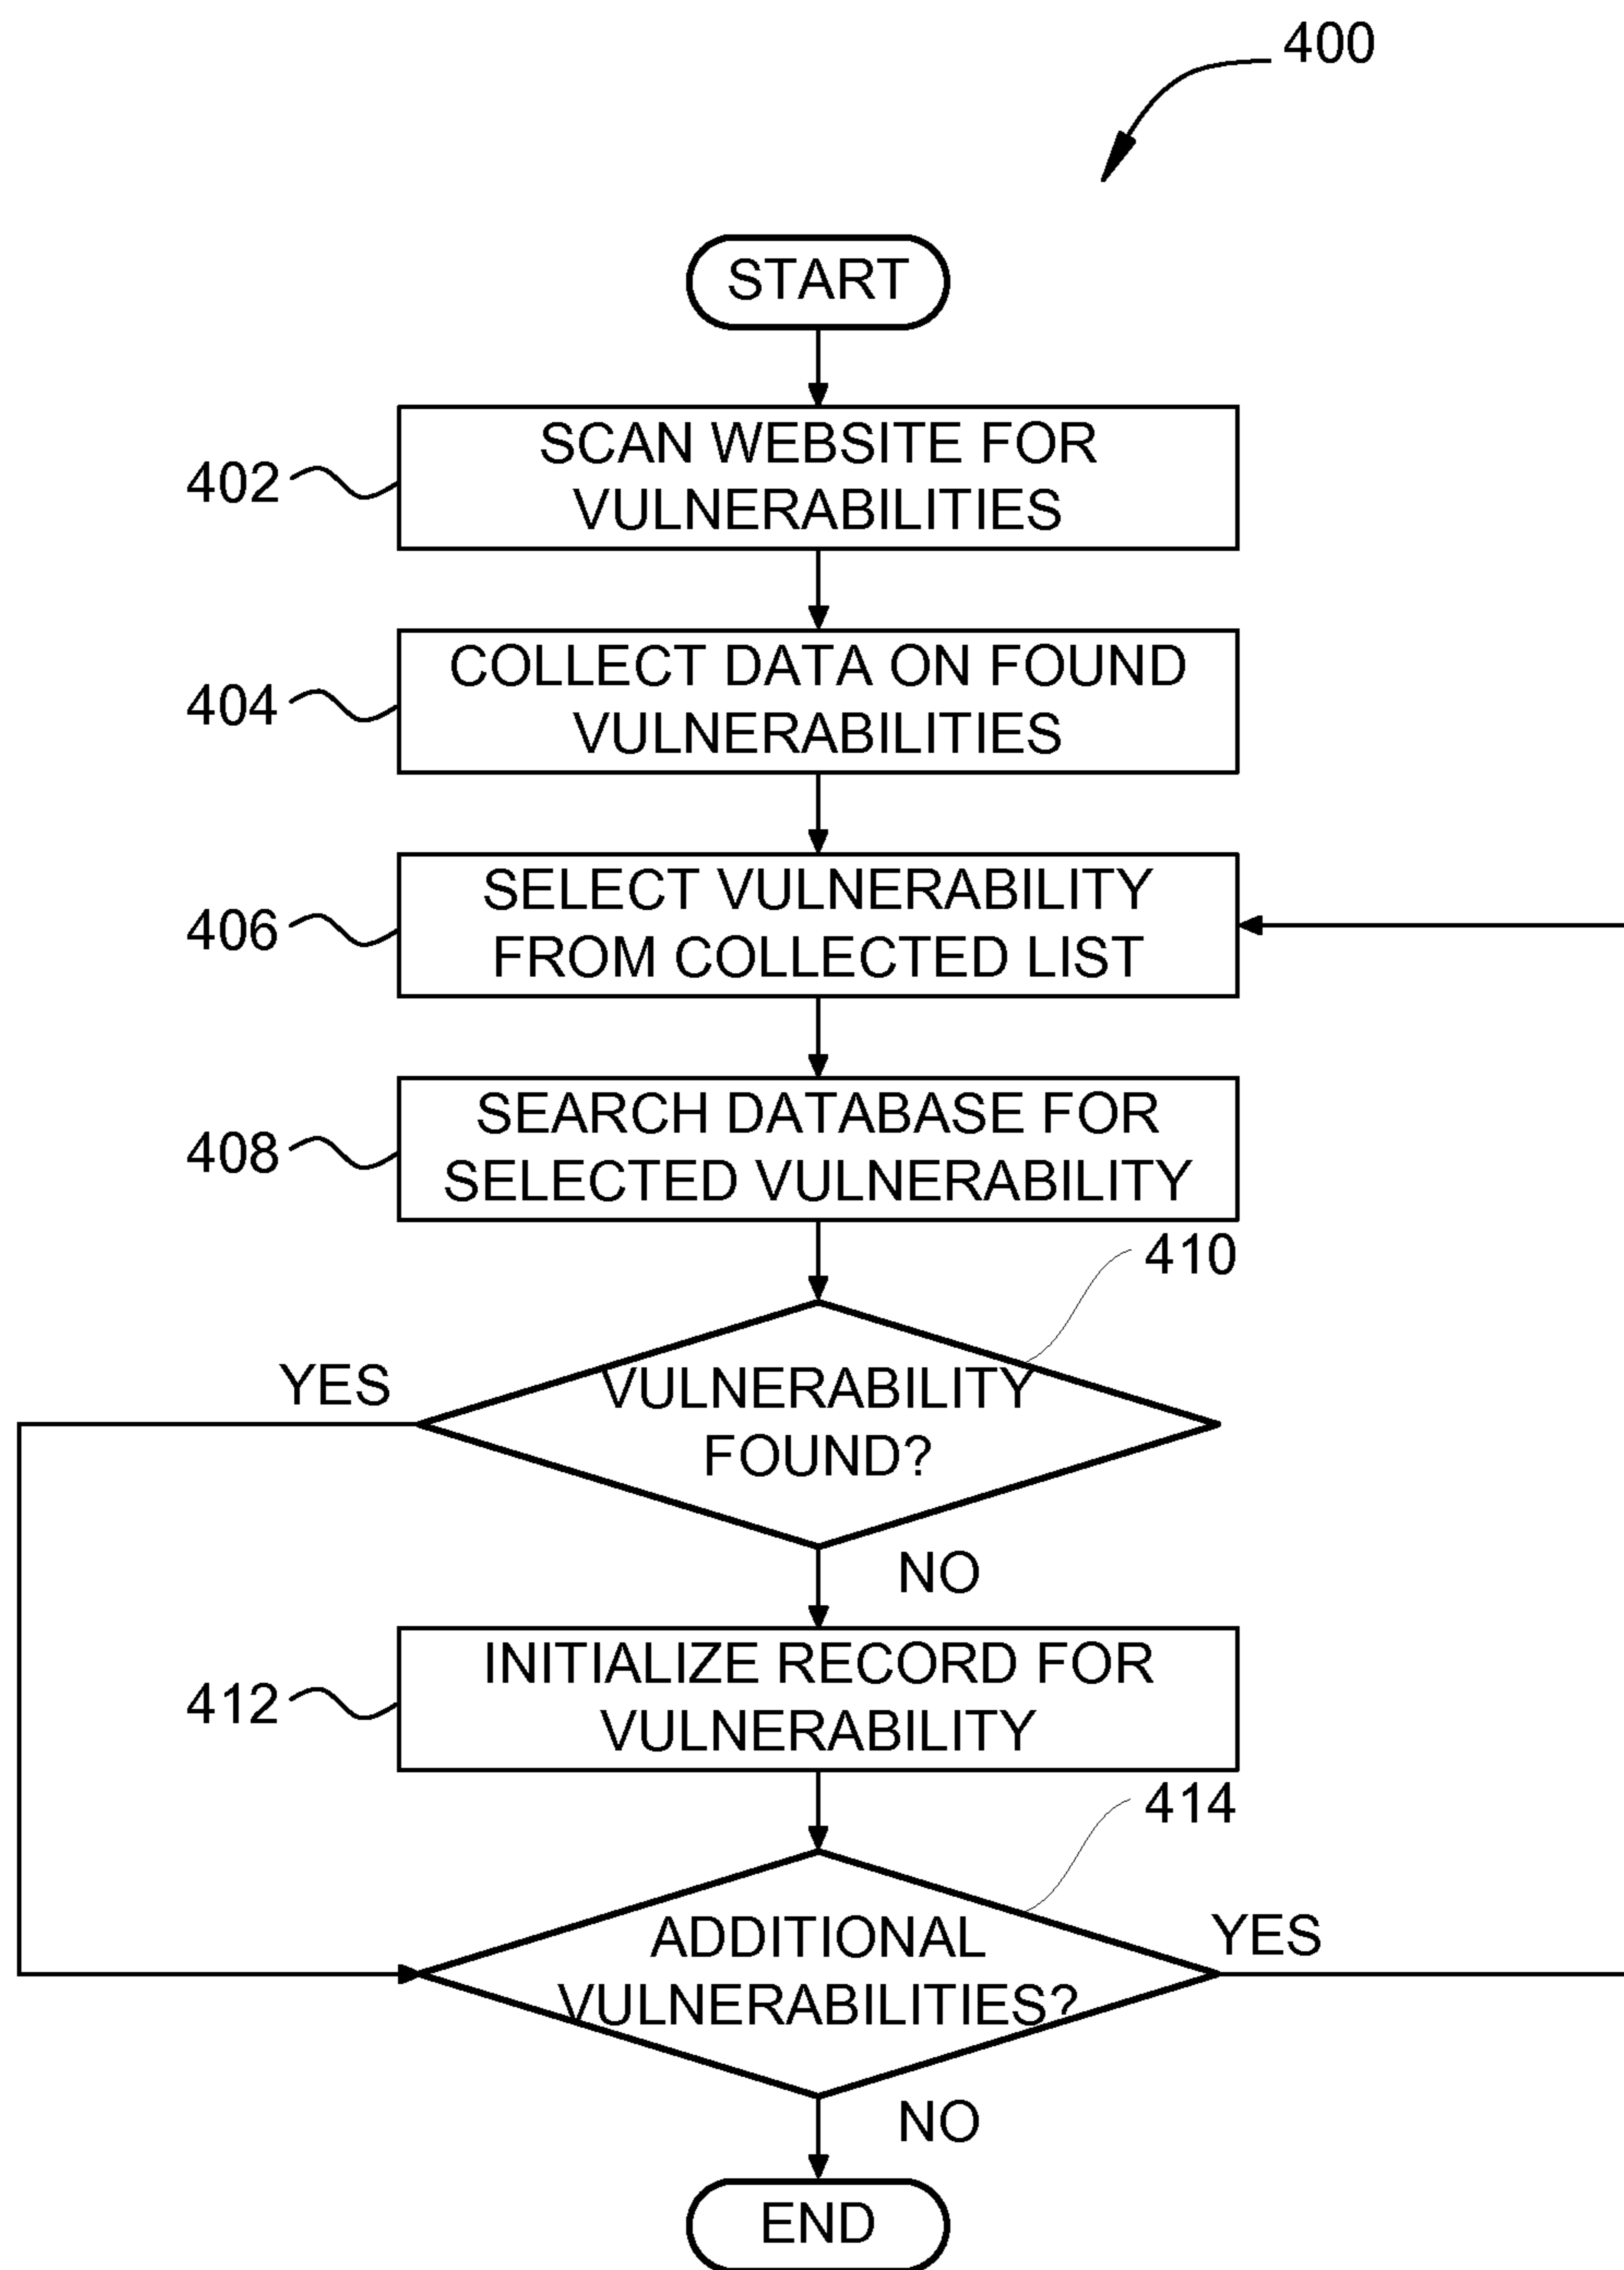 400
START
SCAN WEBSITE FOR
VULNERABILITIES
402
COLLECT DATA ON FOUND
VULNERABILITIES
404
SELECT VULNERABILITY
FROM COLLECTED LIST
406
SEARCH DATABASE FOR
SELECTED VULNERABILITY
408
410
YES
VULNERABILITY
FOUND?
NO
INITIALIZE RECORD FOR
VULNERABILITY
412
414
ADDITIONAL
VULNERABILITIES?
YES
NO
END